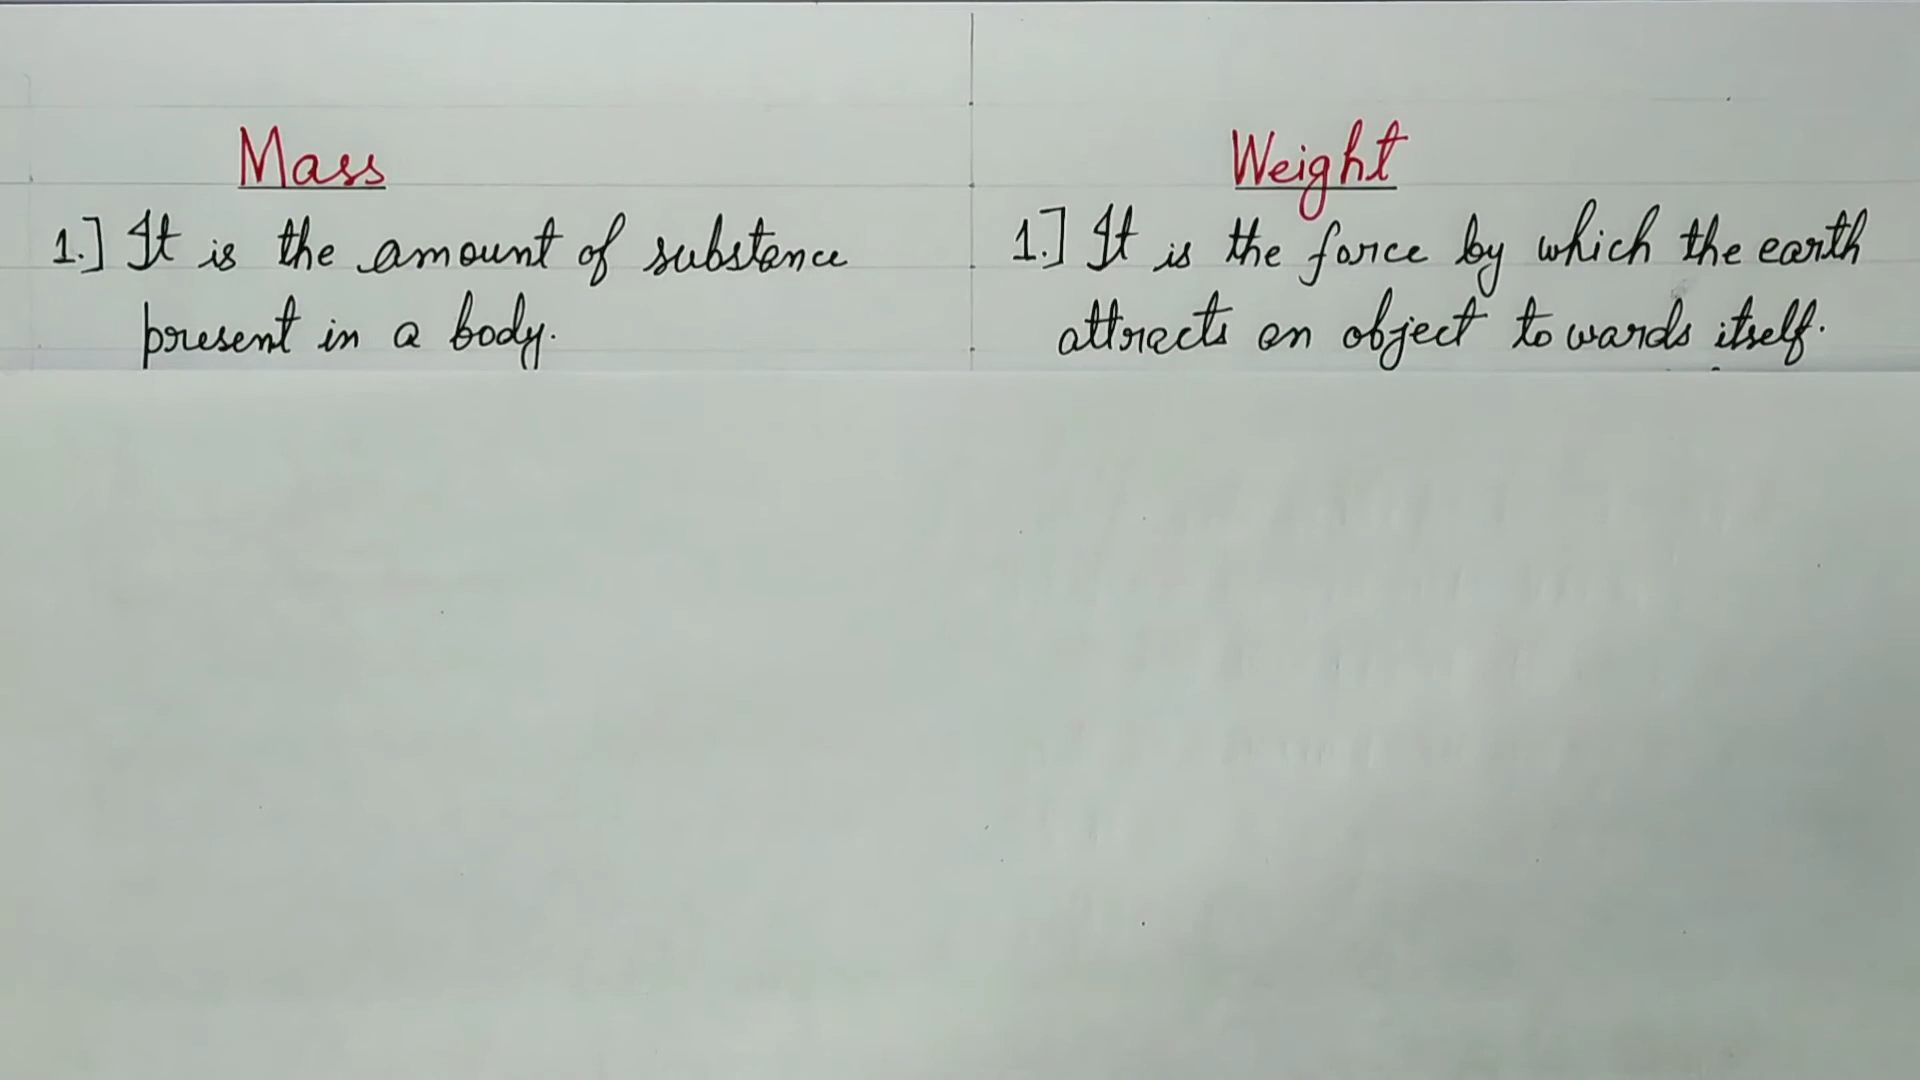 Mass
1.] It is the amount of substance
present in a body.
Weight
1.] It is the force by which the earth
attracts an object towards itself.